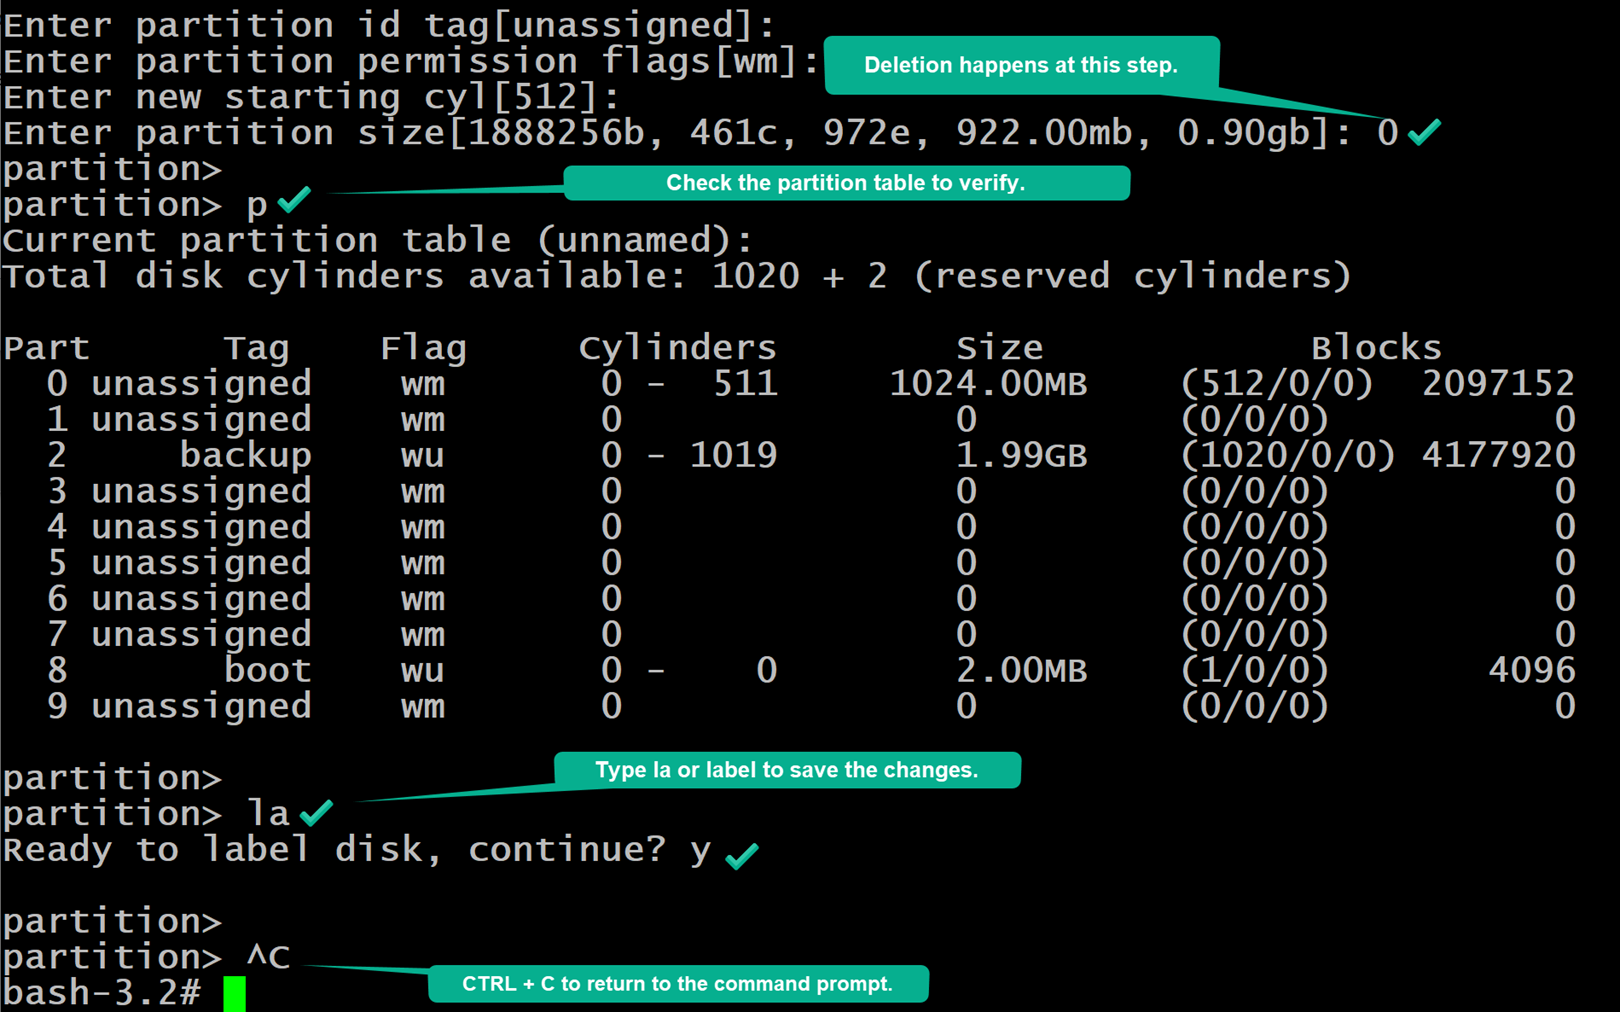 Enter partition id tag[unassigned]:
Enter partition permission flags[wm]:
Deletion happens at this step.
Enter new starting cyl[512]:
Enter partition size[1888256b, 461c, 972e, 922.00mb, 0.90gb]: 0
partition>
Check the partition table to verify.
partition> p
Current partition table (unnamed):
Total disk cylinders available: 1020 + 2 (reserved cylinders)
Part Tag Flag Cylinders Size Blocks
0 unassigned wm 0 - 511 1024.00MB (512/0/0) 2097152
1 unassigned wm 0 0 (0/0/0) 0
2 backup wu 0 - 1019 1.99GB (1020/0/0) 4177920
3 unassigned wm 0 0 (0/0/0) 0
4 unassigned wm 0 0 (0/0/0) 0
5 unassigned wm 0 0 (0/0/0) 0
6 unassigned wm 0 0 (0/0/0) 0
7 unassigned wm 0 0 (0/0/0) 0
8 boot wu 0 - 0 2.00MB (1/0/0) 4096
9 unassigned wm 0 0 (0/0/0) 0
partition>
Type la or label to save the changes.
partition> la
Ready to label disk, continue? y
partition>
partition> ^C
CTRL + C to return to the command prompt.
bash-3.2#